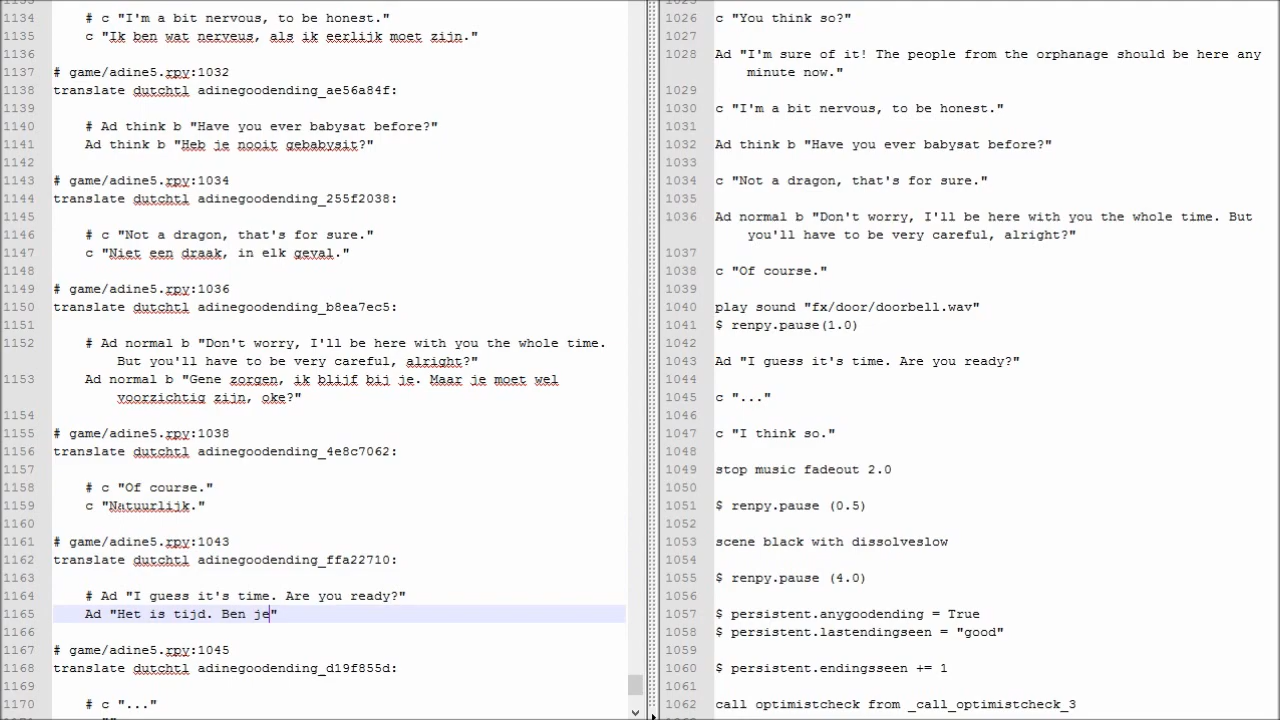 1134 # c "I'm a bit nervous, to be honest."
1135 c "Ik ben wat nerveus, als ik eerlijk moet zijn."
1136
1137 # game/adine5.rpy:1032
1138 translate dutchtl adinegoodending_ae56a84f:
1139
1140 # Ad think b "Have you ever babysat before?"
1141 Ad think b "Heb je nooit gebabysit?"
1142
1143 # game/adine5.rpy:1034
1144 translate dutchtl adinegoodending_255f2038:
1145
1146 # c "Not a dragon, that's for sure."
1147 c "Niet een draak, in elk geval."
1148
1149 # game/adine5.rpy:1036
1150 translate dutchtl adinegoodending_b8ea7ec5:
1151
1152 # Ad normal b "Don't worry, I'll be here with you the whole time.
But you'll have to be very careful, alright?"
1153 Ad normal b "Gene zorgen, ik blijf bij je. Maar je moet wel
voorzichtig zijn, oke?"
1154
1155 # game/adine5.rpy:1038
1156 translate dutchtl adinegoodending_4e8c7062:
1157
1158 # c "Of course."
1159 c "Natuurlijk."
1160
1161 # game/adine5.rpy:1043
1162 translate dutchtl adinegoodending_ffa22710:
1163
1164 # Ad "I guess it's time. Are you ready?"
1165 Ad "Het is tijd. Ben je"
1166
1167 # game/adine5.rpy:1045
1168 translate dutchtl adinegoodending_d19f855d:
1169
1170 # c "..."
1026 c "You think so?"
1027
1028 Ad "I'm sure of it! The people from the orphanage should be here any
minute now."
1029
1030 c "I'm a bit nervous, to be honest."
1031
1032 Ad think b "Have you ever babysat before?"
1033
1034 c "Not a dragon, that's for sure."
1035
1036 Ad normal b "Don't worry, I'll be here with you the whole time. But
you'll have to be very careful, alright?"
1037
1038 c "Of course."
1039
1040 play sound "fx/door/doorbell.wav"
1041 $ renpy.pause(1.0)
1042
1043 Ad "I guess it's time. Are you ready?"
1044
1045 c "..."
1046
1047 c "I think so."
1048
1049 stop music fadeout 2.0
1050
1051 $ renpy.pause (0.5)
1052
1053 scene black with dissolveslow
1054
1055 $ renpy.pause (4.0)
1056
1057 $ persistent.anygoodending = True
1058 $ persistent.lastendingseen = "good"
1059
1060 $ persistent.endingsseen += 1
1061
1062 call optimistcheck from _call_optimistcheck_3